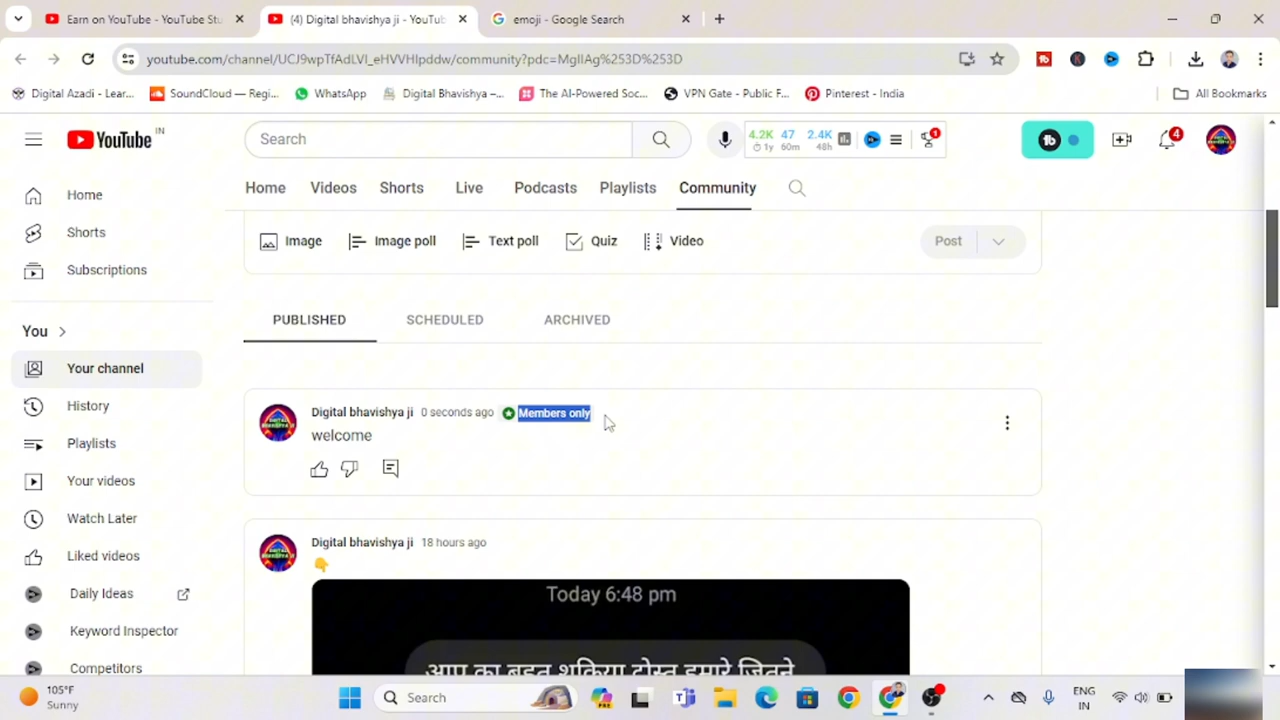 Earn on YouTube - YouTube Stu
(4) Digital bhavishya ji - YouTub
emoji - Google Search
youtube.com/channel/UCJ9wpTfAdLVI_eHVVHIpddw/community?pdc=MgIIAg%253D%253D
Digital Azadi - Lear...
SoundCloud — Regi...
WhatsApp
Digital Bhavishya –...
The AI-Powered Soc...
VPN Gate - Public F...
Pinterest - India
All Bookmarks
YouTube IN
Search
4.2K 47 2.4K
1y 60m 48h
1
4
Home Videos Shorts Live Podcasts Playlists Community
Image Image poll Text poll Quiz Video Post
PUBLISHED SCHEDULED ARCHIVED
Home
Shorts
Subscriptions
You
Your channel
History
Playlists
Your videos
Watch Later
Liked videos
Daily Ideas
Keyword Inspector
Competitors
Digital bhavishya ji 0 seconds ago Members only
welcome
Digital bhavishya ji 18 hours ago
Today 6:48 pm
आप का बहुत शुक्रिया दोस्त हमारे जितने
105°F
Sunny
Search
ENG
IN